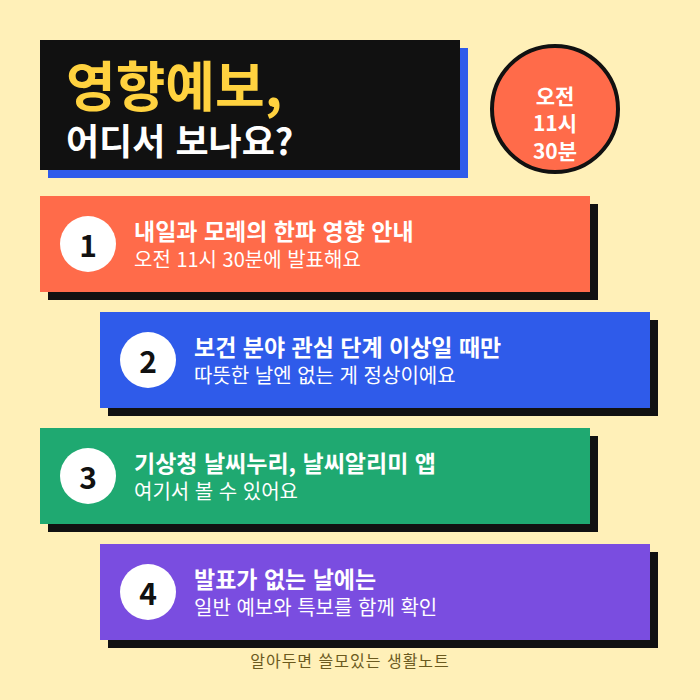 영향예보,
어디서 보나요?
오전
11시
30분
1
내일과 모레의 한파 영향 안내
오전 11시 30분에 발표해요
2
보건 분야 관심 단계 이상일 때만
따뜻한 날엔 없는 게 정상이에요
3
기상청 날씨누리, 날씨알리미 앱
여기서 볼 수 있어요
4
발표가 없는 날에는
일반 예보와 특보를 함께 확인
알아두면 쓸모있는 생활노트